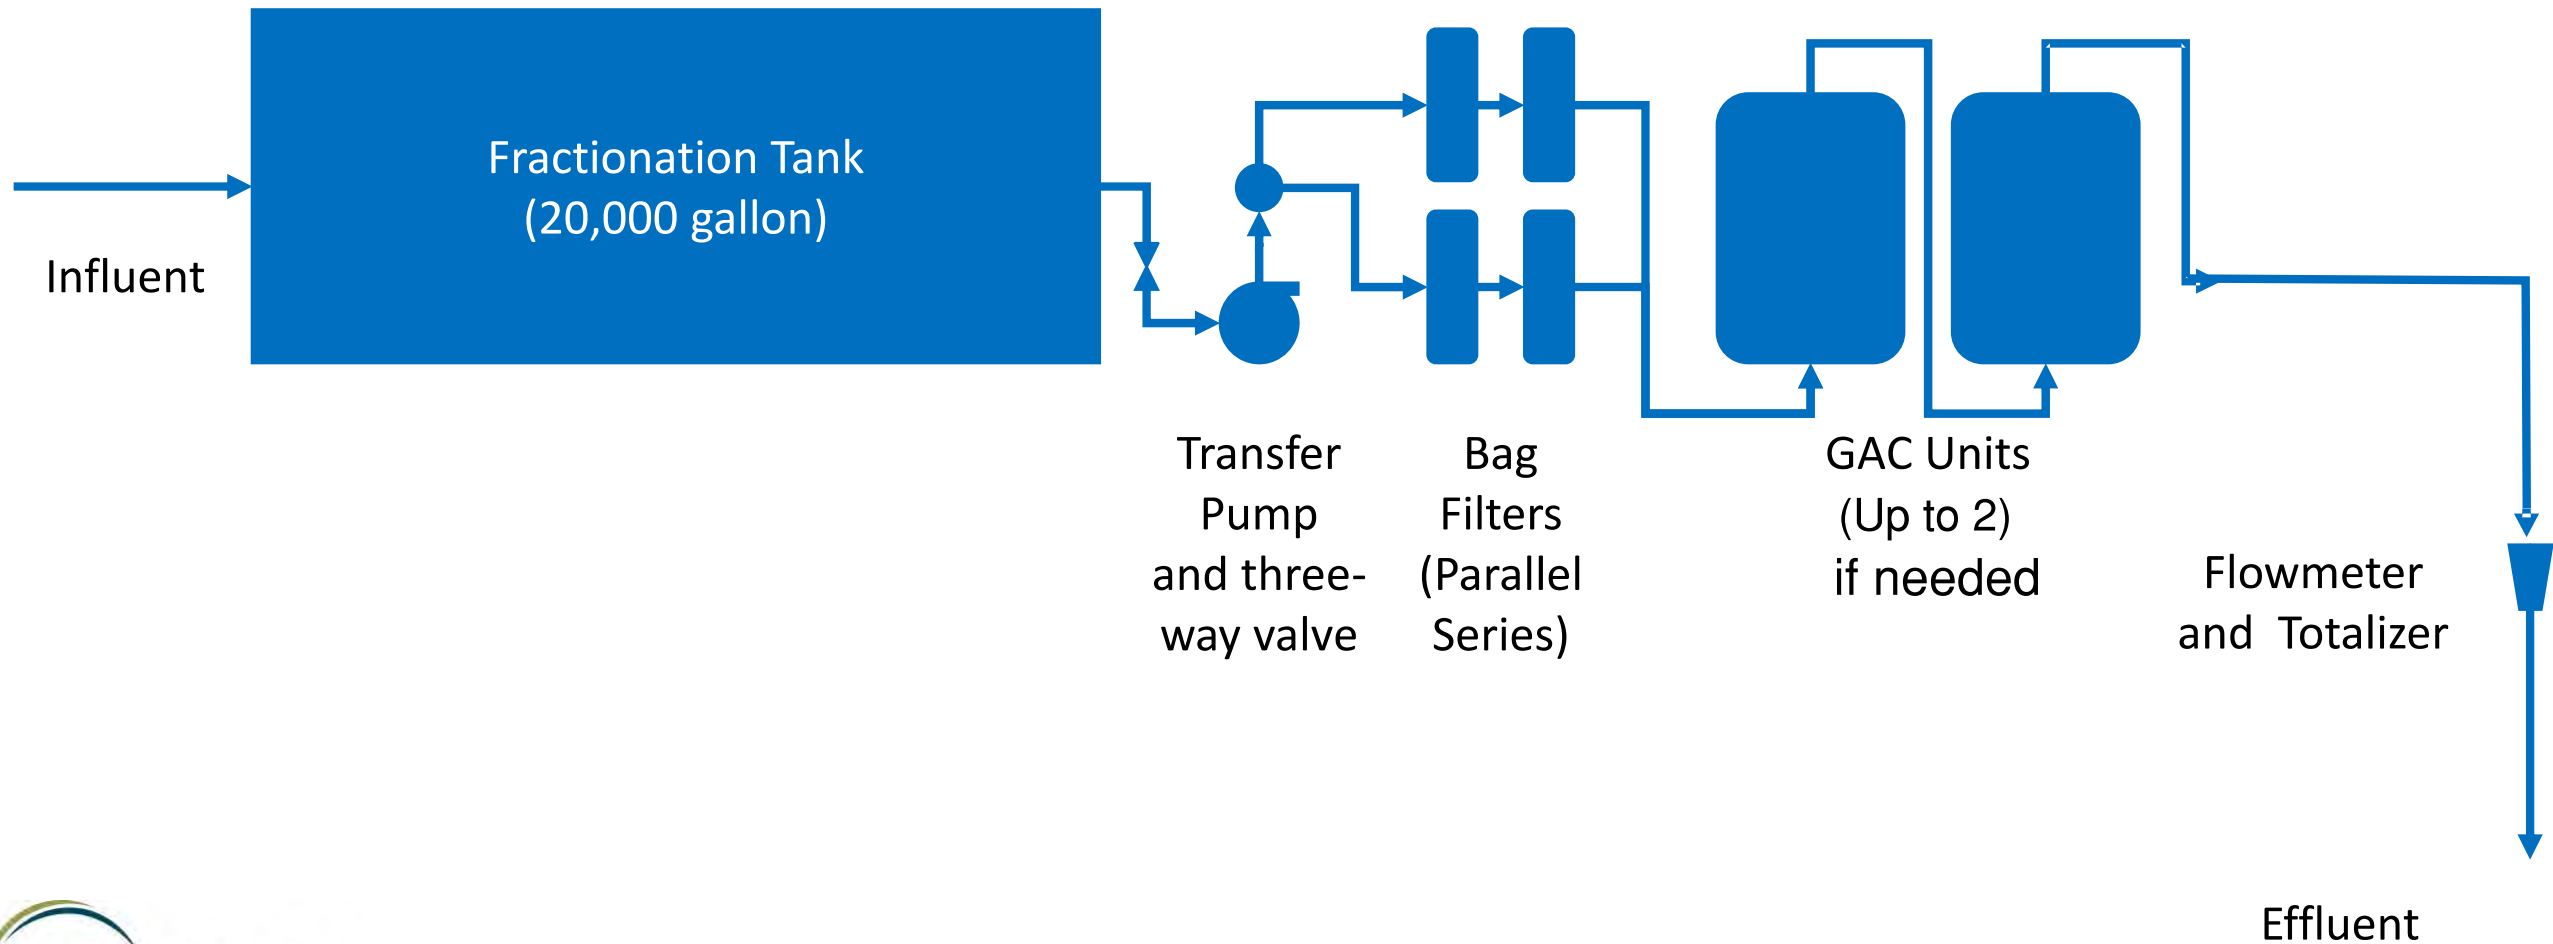 Influent
Fractionation Tank
(20,000 gallon)
Transfer
Pump
and three-
way valve
Bag
Filters
(Parallel
Series)
GAC Units
(Up to 2)
if needed
Flowmeter
and Totalizer
Effluent